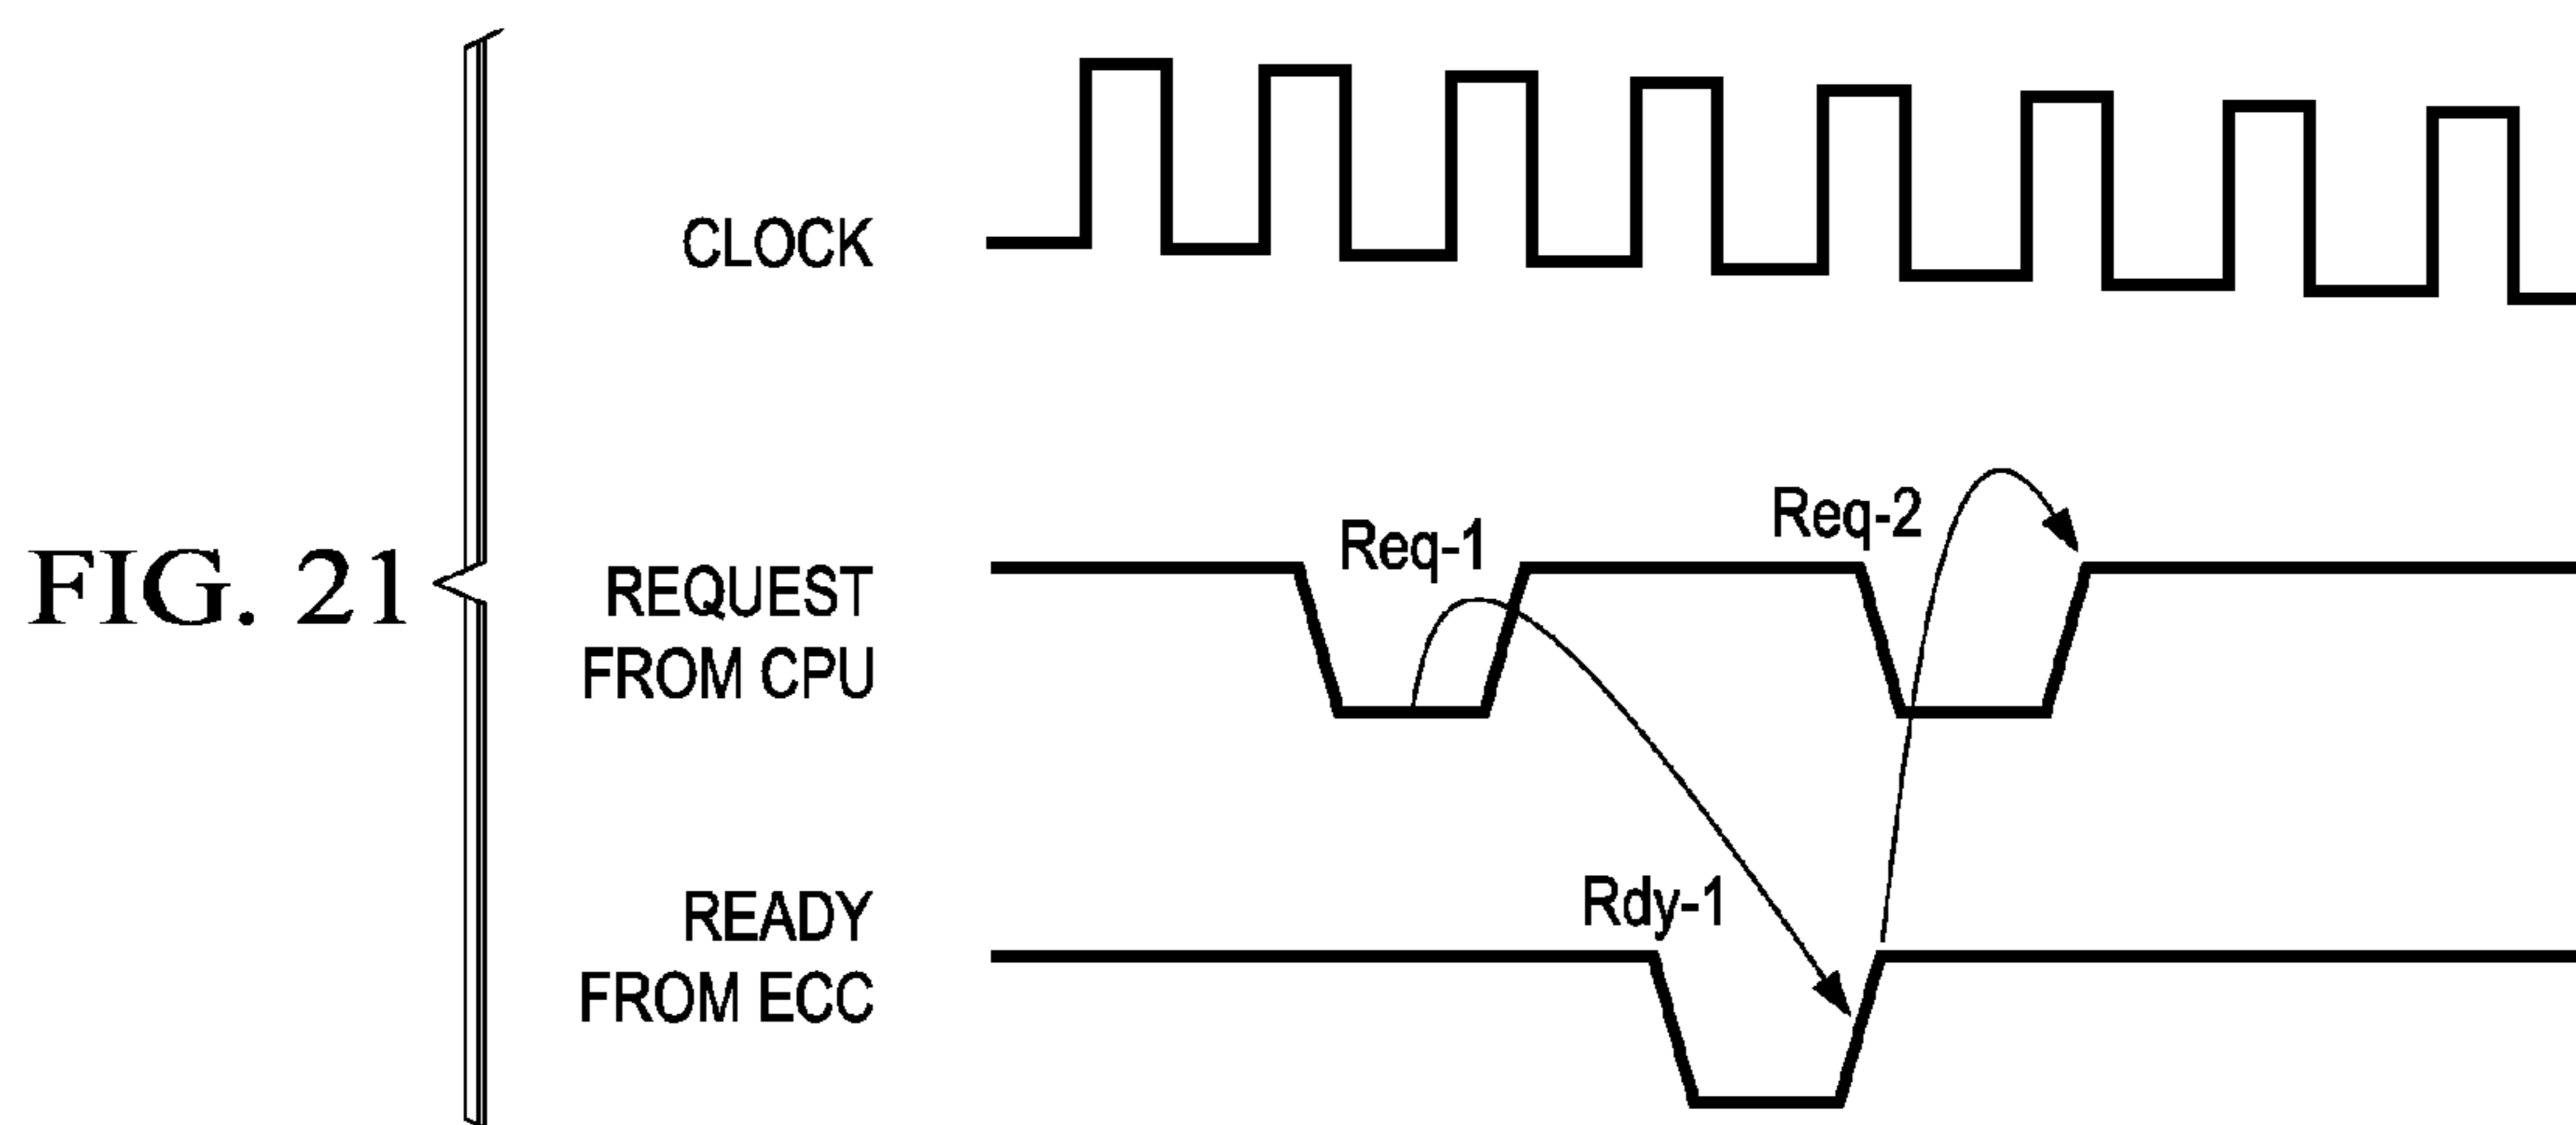 CLOCK
Req-1
Req-2
FIG. 21
REQUEST
FROM CPU
Rdy-1
READY
FROM ECC